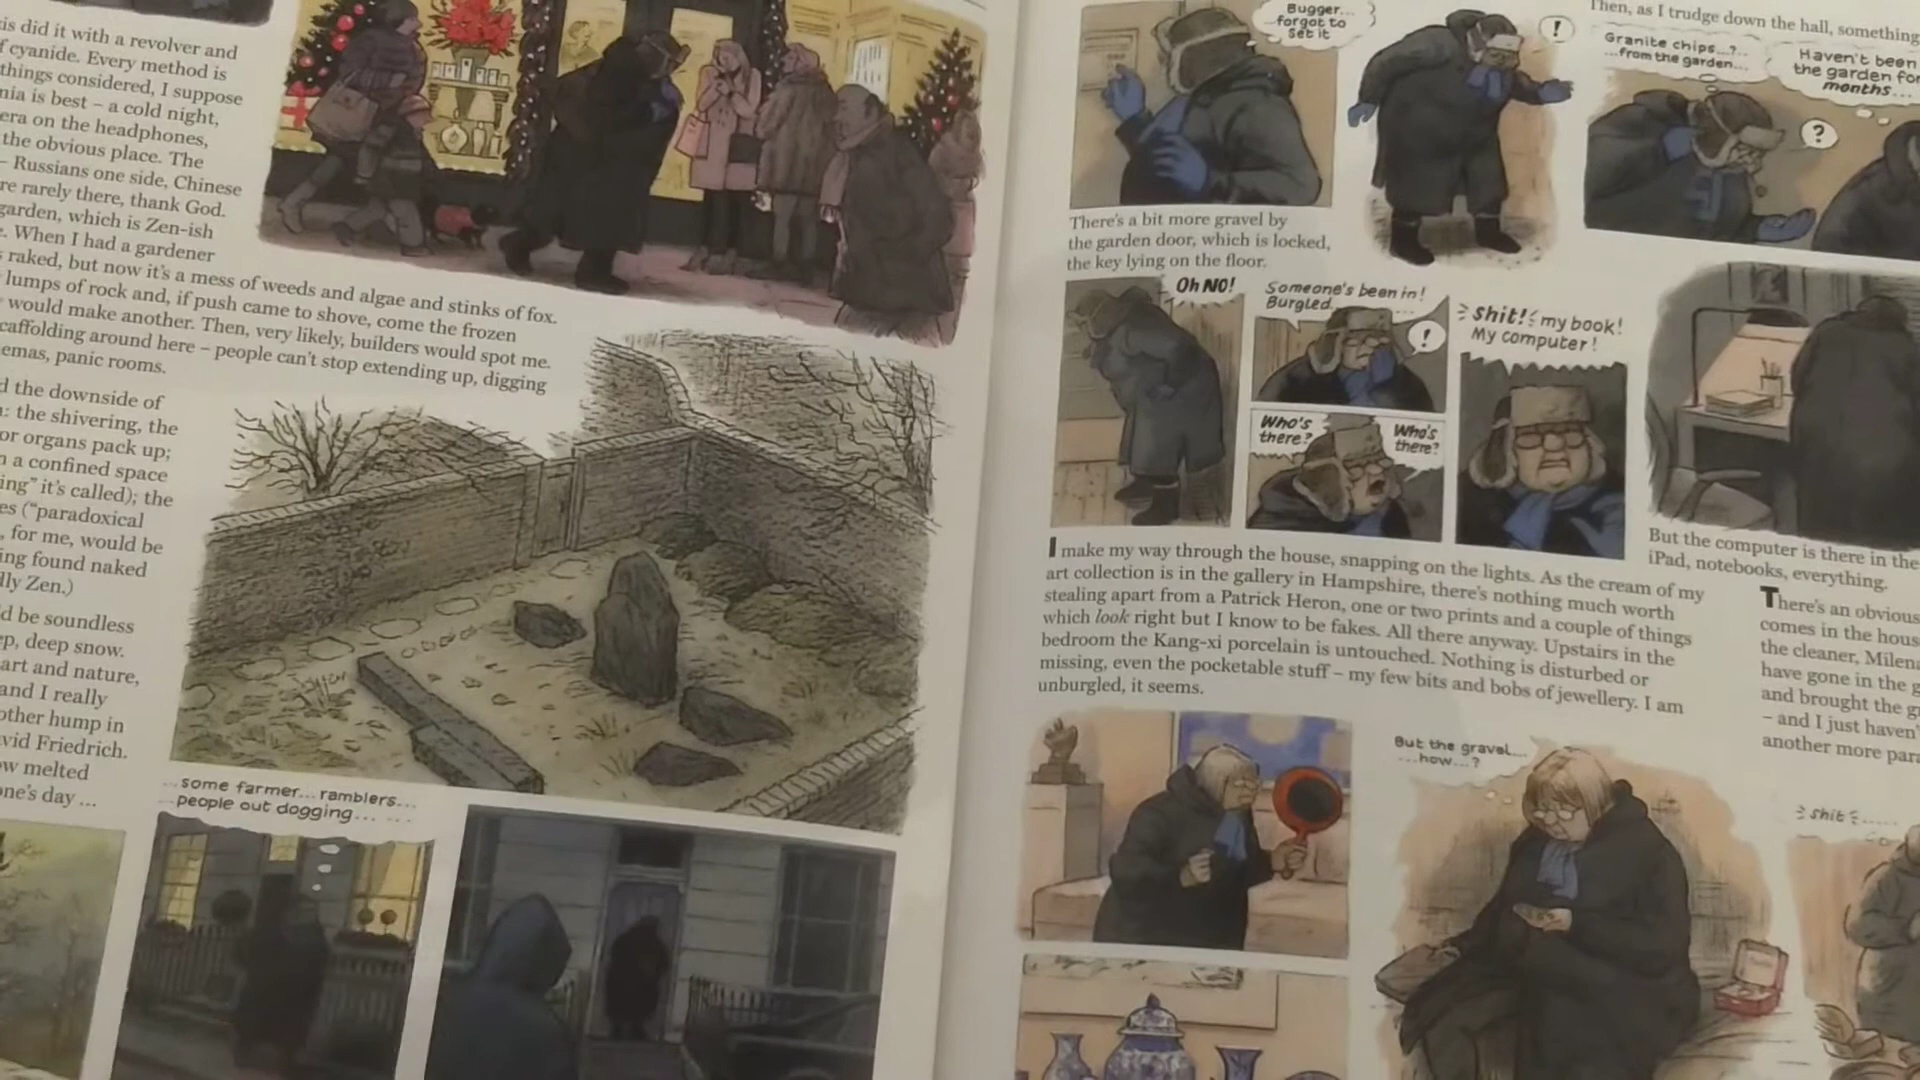 is did it with a revolver and
f cyanide. Every method is
things considered, I suppose
nia is best – a cold night,
era on the headphones,
the obvious place. The
– Russians one side, Chinese
re rarely there, thank God.
garden, which is Zen-ish
e. When I had a gardener
s raked, but now it's a mess of weeds and algae and stinks of fox.
lumps of rock and, if push came to shove, come the frozen
would make another. Then, very likely, builders would spot me.
caffolding around here – people can't stop extending up, digging
emas, panic rooms.
d the downside of
n: the shivering, the
or organs pack up;
n a confined space
ing" it's called); the
es ("paradoxical
, for me, would be
ing found naked
lly Zen.)
d be soundless
ep, deep snow.
art and nature,
and I really
other hump in
vid Friedrich.
ow melted
one's day ...
some farmer... ramblers...
people out dogging... ...
Bugger...
forgot to
set it
!
Then, as I trudge down the hall, something
Granite chips...?..
...from the garden...
Haven't been
the garden for
months...
?
There's a bit more gravel by
the garden door, which is locked,
the key lying on the floor.
Oh NO!
Someone's been in!
Burgled...
!
Who's
there?
Who's
there?
shit! my book!
My computer!
But the computer is there in the
iPad, notebooks, everything.
I make my way through the house, snapping on the lights. As the cream of my
art collection is in the gallery in Hampshire, there's nothing much worth
stealing apart from a Patrick Heron, one or two prints and a couple of things
which look right but I know to be fakes. All there anyway. Upstairs in the
bedroom the Kang-xi porcelain is untouched. Nothing is disturbed or
missing, even the pocketable stuff – my few bits and bobs of jewellery. I am
unburgled, it seems.
There's an obvious
comes in the hous
the cleaner, Milena
have gone in the g
and brought the g
– and I just haven'
another more para
But the gravel...
...how...?
shit.....